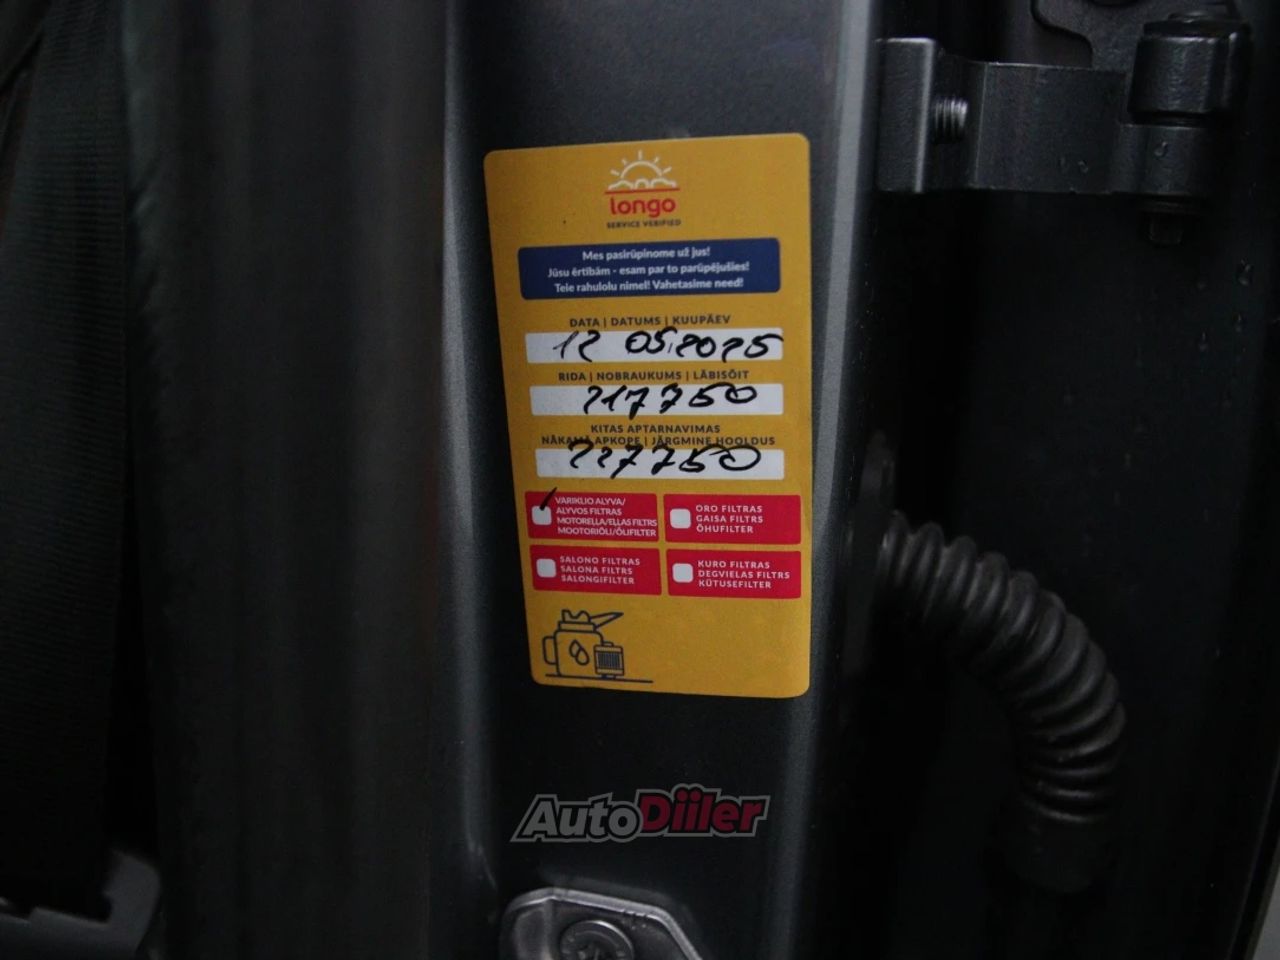 longo
SERVICE VERIFIED
Mes pasirūpinome už jus!
Jūsu ērtībām - esam par to parūpējušies!
Teie rahulolu nimel! Vahetasime need!
DATA | DATUMS | KUUPÄEV
12 05.2025
RIDA | NOBRAUKUMS | LÄBISÕIT
217750
KITAS APTARNAVIMAS
NĀKAMĀ APKOPE | JÄRGMINE HOOLDUS
227750
VARIKLIO ALYVA/
ALYVOS FILTRAS
MOTORELLA/ELLAS FILTRS
MOOTORIÕLI/ÕLIFILTER
ORO FILTRAS
GAISA FILTRS
ÕHUFILTER
SALONO FILTRAS
SALONA FILTRS
SALONGIFILTER
KURO FILTRAS
DEGVIELAS FILTRS
KÜTUSEFILTER
AutoDiiler